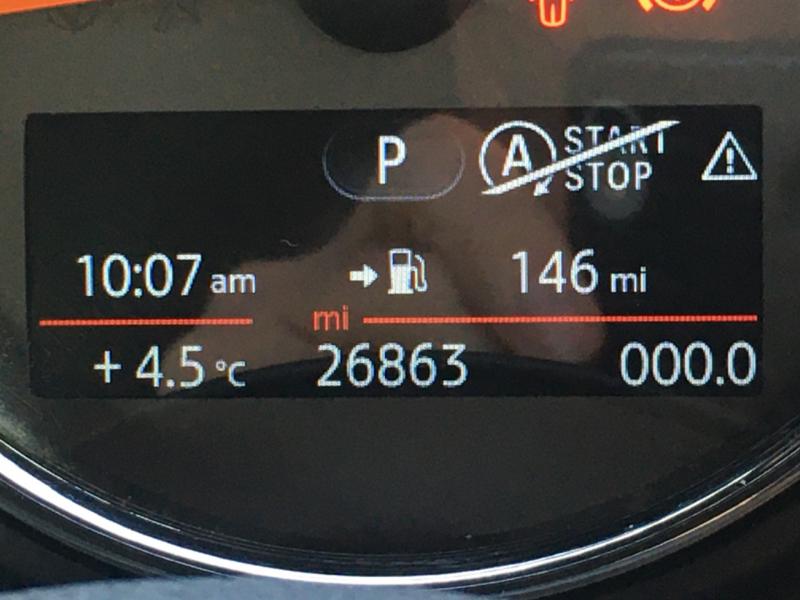 P A START STOP
10:07 am 146 mi
mi
+ 4.5 °C 26863 000.0